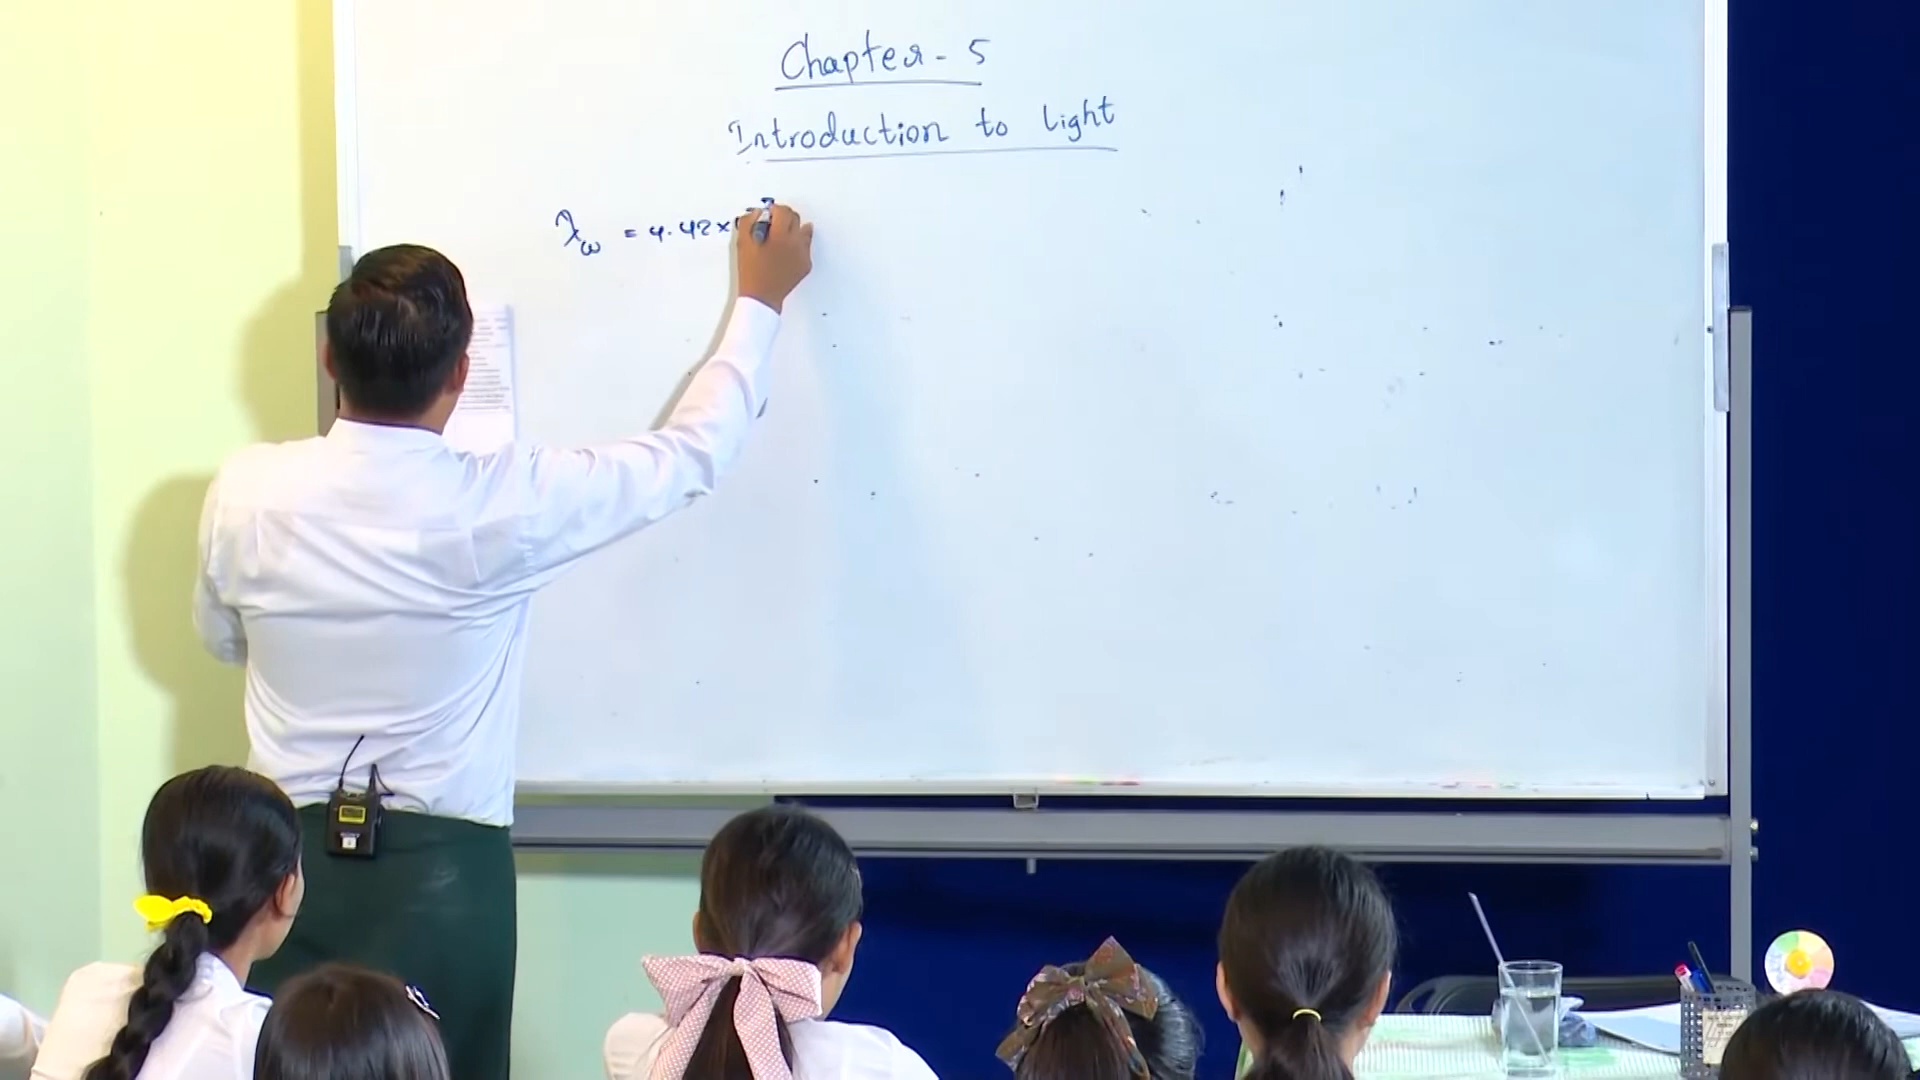 Chapter - 5
Introduction to light
λω = 4.42×